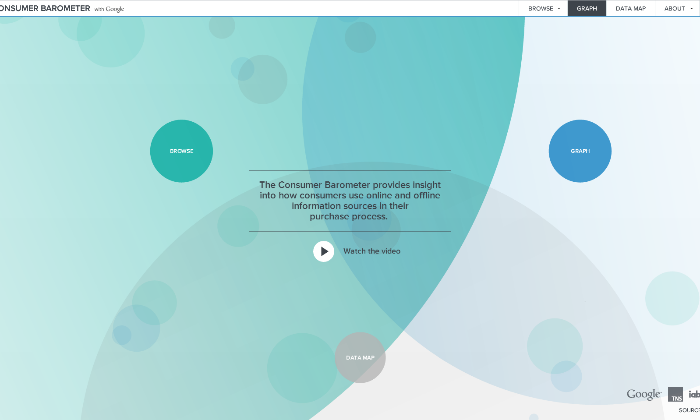 ONSUMER BAROMETER with Google
BROWSE
GRAPH
DATA MAP
ABOUT
BROWSE
GRAPH
The Consumer Barometer provides insight
into how consumers use online and offline
information sources in their
purchase process.
Watch the video
DATA MAP
Google
TNS
iab
SOURC